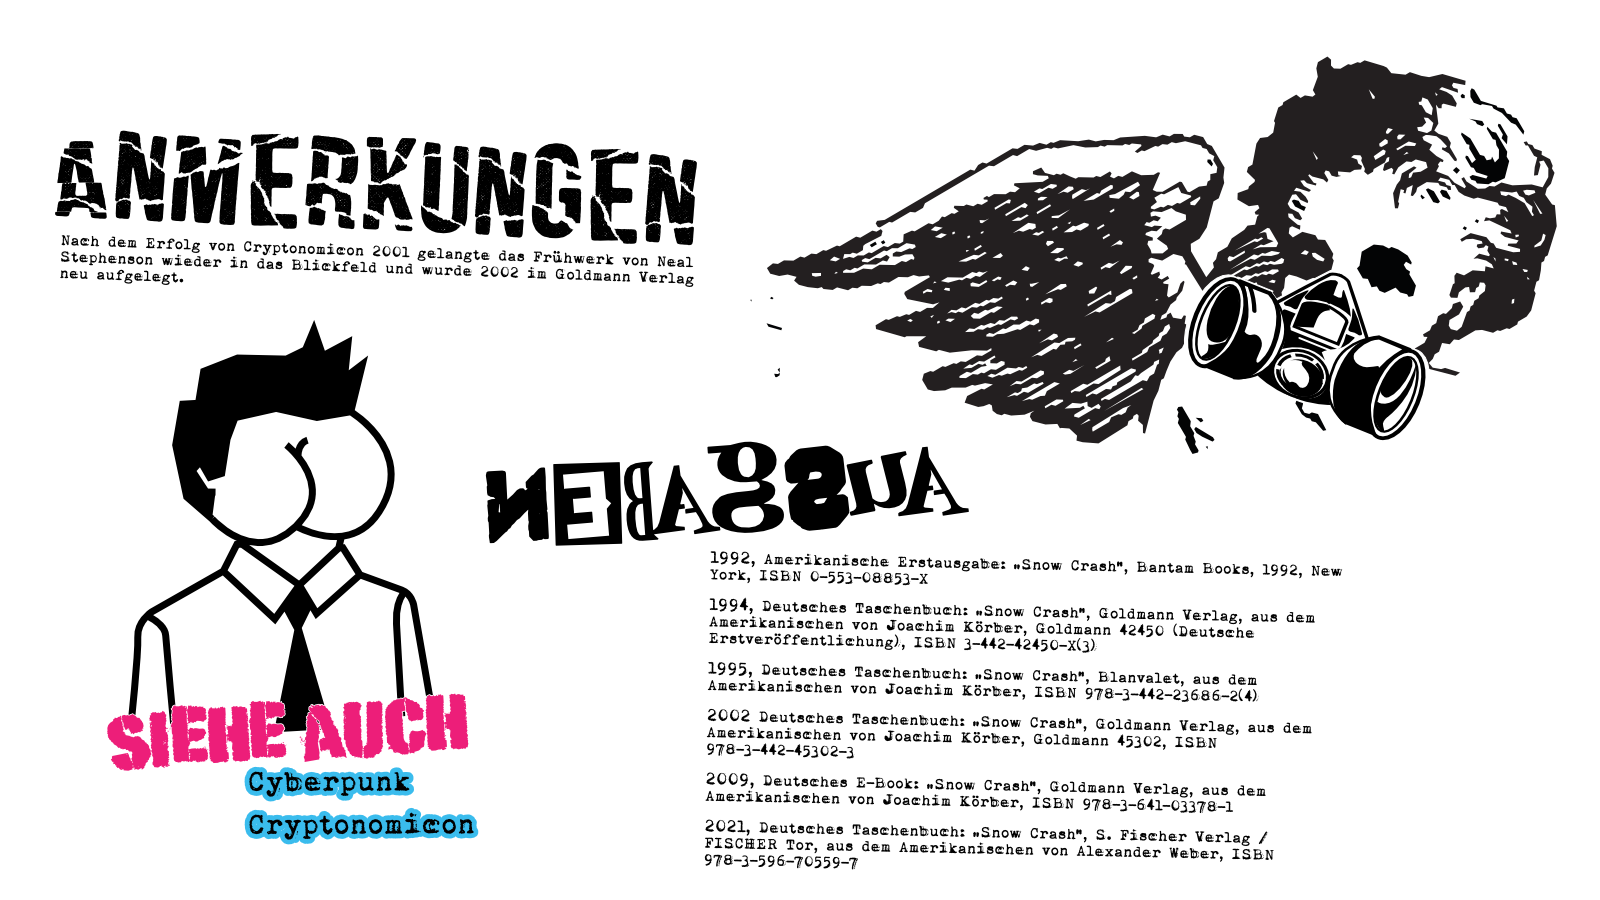 ANMERKUNGEN
Nach dem Erfolg von Cryptonomicon 2001 gelangte das Frühwerk von Neal
Stephenson wieder in das Blickfeld und wurde 2002 im Goldmann Verlag
neu aufgelegt.
AusgABEN
1992, Amerikanische Erstausgabe: „Snow Crash", Bantam Books, 1992, New
York, ISBN 0-553-08853-X
1994, Deutsches Taschenbuch: „Snow Crash", Goldmann Verlag, aus dem
Amerikanischen von Joachim Körber, Goldmann 42450 (Deutsche
Erstveröffentlichung), ISBN 3-442-42450-X(3)
1995, Deutsches Taschenbuch: „Snow Crash", Blanvalet, aus dem
Amerikanischen von Joachim Körber, ISBN 978-3-442-23686-2(4)
2002 Deutsches Taschenbuch: „Snow Crash", Goldmann Verlag, aus dem
Amerikanischen von Joachim Körber, Goldmann 45302, ISBN
978-3-442-45302-3
2009, Deutsches E-Book: „Snow Crash", Goldmann Verlag, aus dem
Amerikanischen von Joachim Körber, ISBN 978-3-641-03378-1
2021, Deutsches Taschenbuch: „Snow Crash", S. Fischer Verlag /
FISCHER Tor, aus dem Amerikanischen von Alexander Weber, ISBN
978-3-596-70559-7
SIEHE AUCH
Cyberpunk
Cryptonomicon